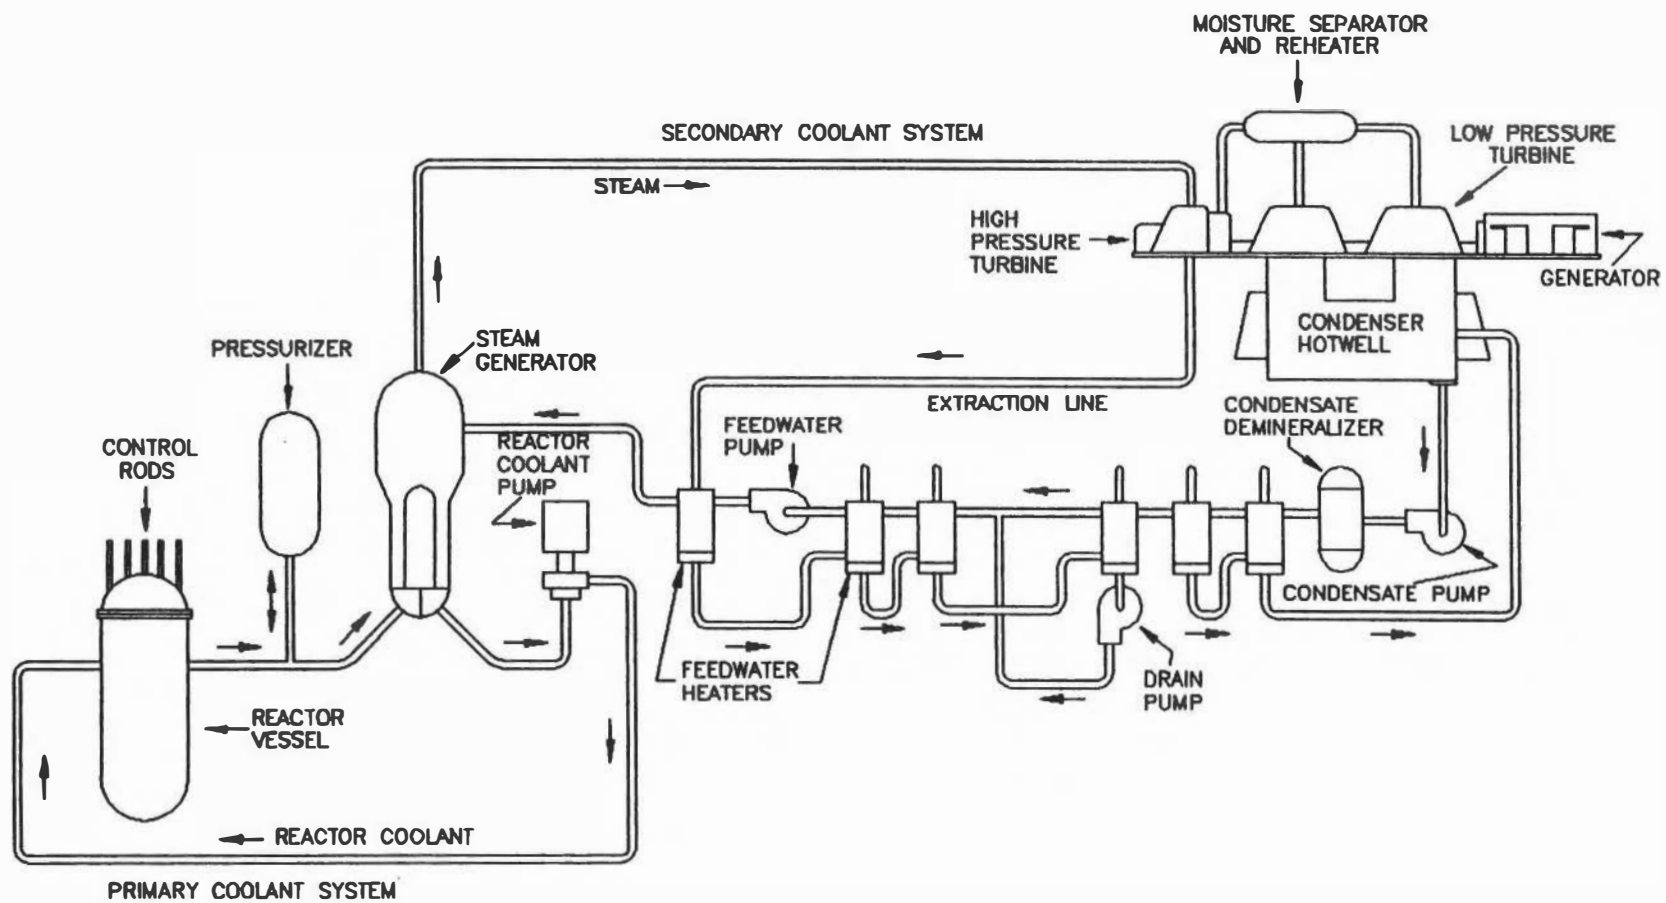 MOISTURE SEPARATOR
AND REHEATER
SECONDARY COOLANT SYSTEM
LOW PRESSURE
TURBINE
STEAM
HIGH
PRESSURE
TURBINE
GENERATOR
CONDENSER
HOTWELL
PRESSURIZER
STEAM
GENERATOR
EXTRACTION LINE
CONDENSATE
DEMINERALIZER
FEEDWATER
PUMP
CONTROL
RODS
REACTOR
COOLANT
PUMP
CONDENSATE PUMP
FEEDWATER
HEATERS
DRAIN
PUMP
REACTOR
VESSEL
REACTOR COOLANT
PRIMARY COOLANT SYSTEM